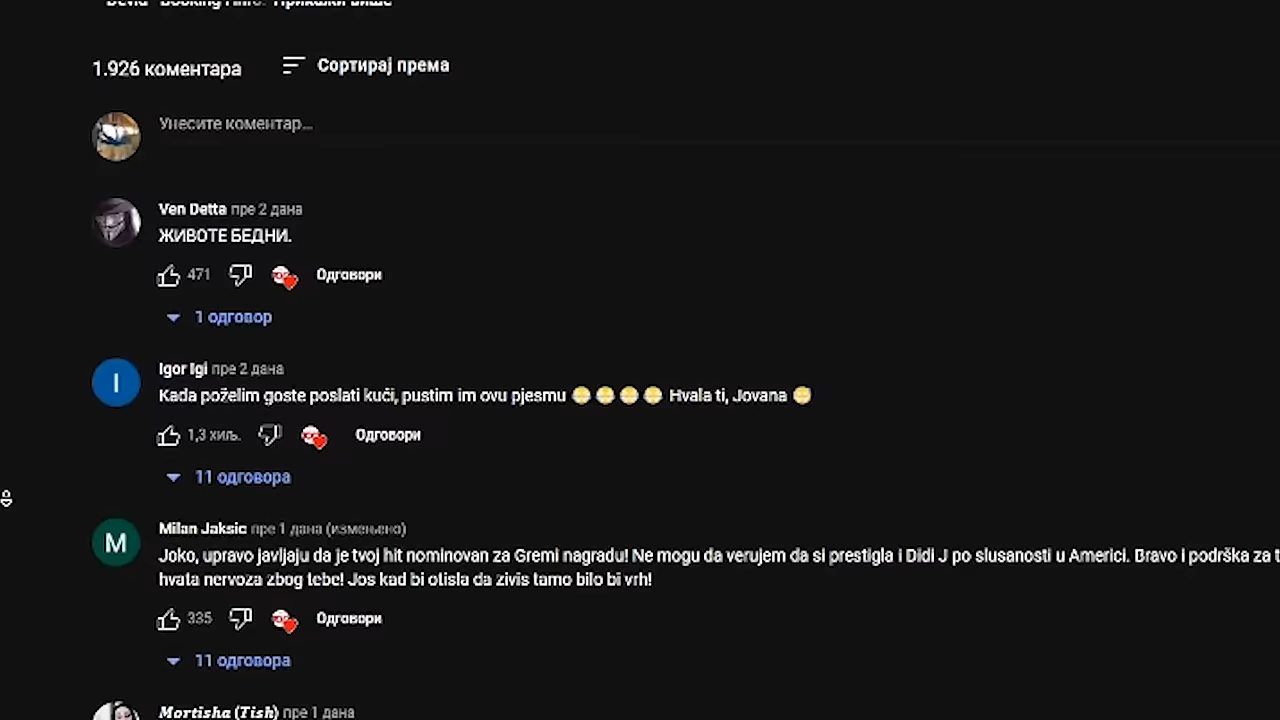 Devid - Booking i info: Прикажи више
1.926 коментара
Сортирај према
Унесите коментар...
Ven Detta пре 2 дана
ЖИВОТЕ БЕДНИ.
471 Одговори
1 одговор
I
Igor Igi пре 2 дана
Kada poželim goste poslati kući, pustim im ovu pjesmu 😁😁😁😁 Hvala ti, Jovana 😁
1,3 хиљ. Одговори
11 одговора
M
Milan Jaksic пре 1 дана (измењено)
Joko, upravo javljaju da je tvoj hit nominovan za Gremi nagradu! Ne mogu da verujem da si prestigla i Didi J po slusanosti u Americi. Bravo i podrška za t
hvata nervoza zbog tebe! Jos kad bi otisla da zivis tamo bilo bi vrh!
335 Одговори
11 одговора
Mortisha (Tish) пре 1 дана